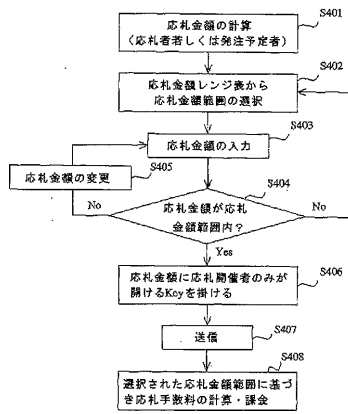 S401
応札金額の計算
（応札者若しくは発注予定者）
S402
応札金額レンジ表から
応札金額範囲の選択
S403
応札金額の入力
S405
応札金額の変更
S404
応札金額が応札
金額範囲内？
No
No
Yes
S406
応札金額に応札開催者のみが
開けるKeyを掛ける
S407
送信
S408
選択された応札金額範囲に基づ
き応札手数料の計算・課金